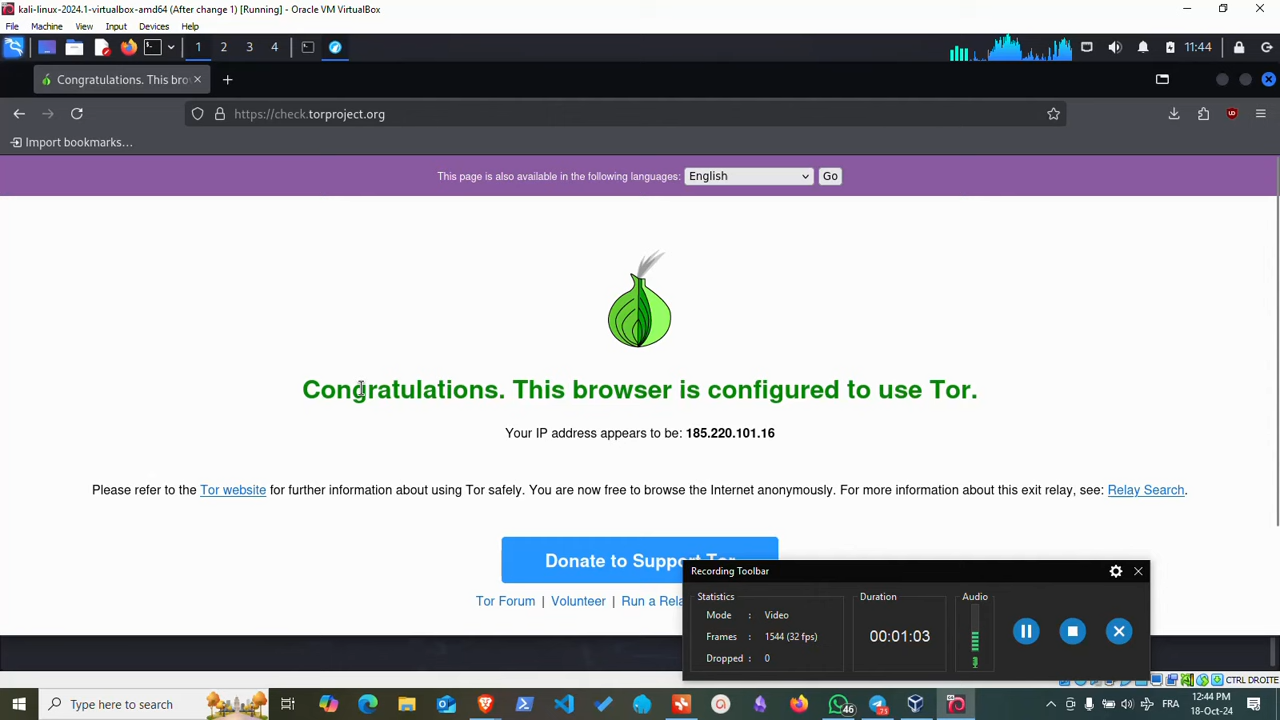 kali-linux-2024.1-virtualbox-amd64 (After change 1) [Running] - Oracle VM VirtualBox
File Machine View Input Devices Help
1 2 3 4 11:44
Congratulations. This bro
https://check.torproject.org
Import bookmarks...
This page is also available in the following languages: English Go
Congratulations. This browser is configured to use Tor.
Your IP address appears to be: 185.220.101.16
Please refer to the Tor website for further information about using Tor safely. You are now free to browse the Internet anonymously. For more information about this exit relay, see: Relay Search.
Donate to Support Tor
Tor Forum | Volunteer | Run a Rela
Recording Toolbar
Statistics Duration Audio
Mode : Video
Frames : 1544 (32 fps)
Dropped : 0
00:01:03
CTRL DROITE
Type here to search
46
FRA
12:44 PM
18-Oct-24